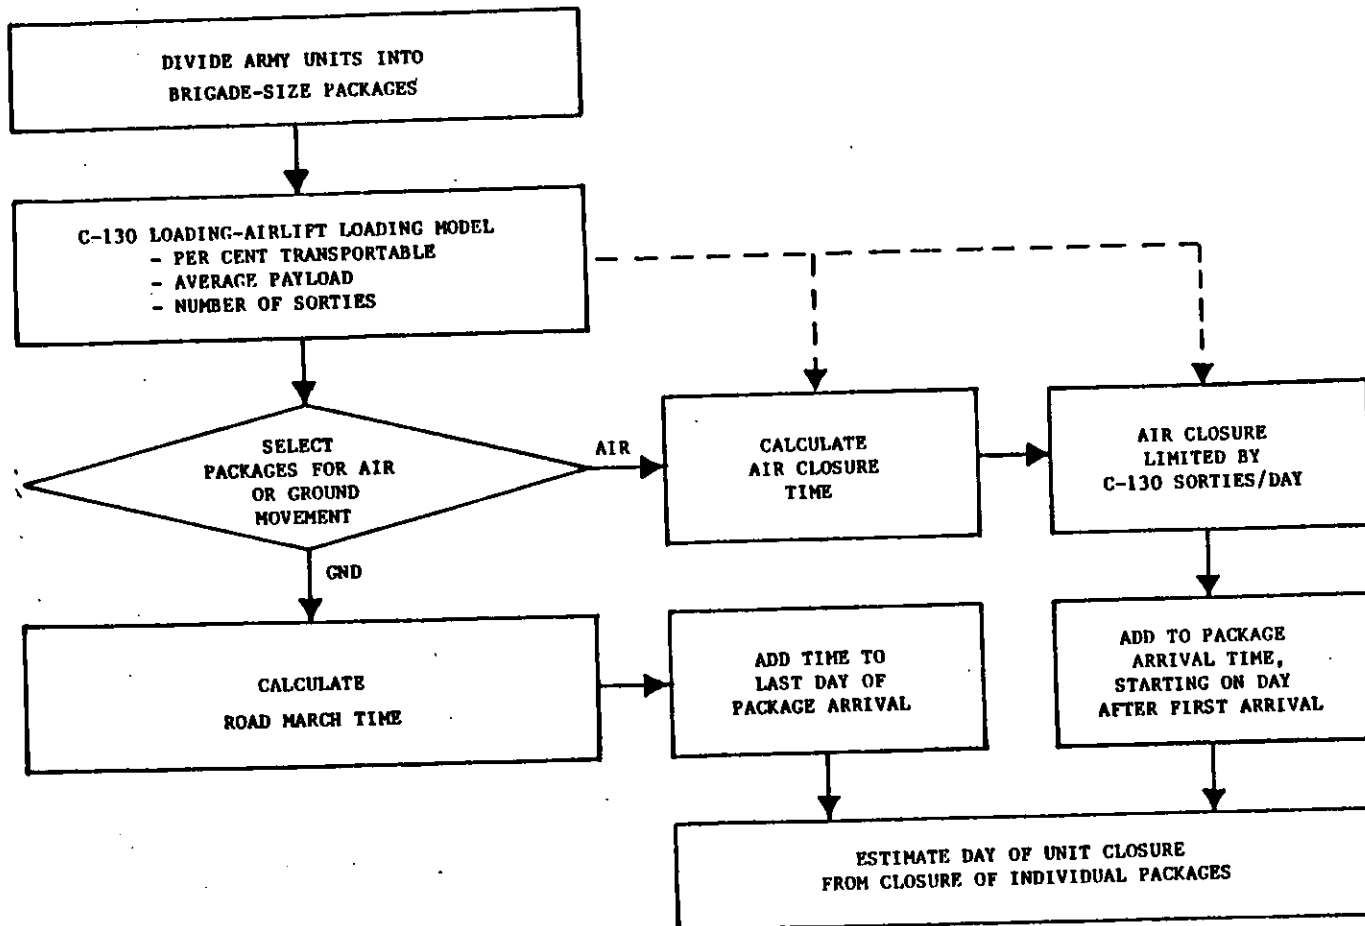 DIVIDE ARMY UNITS INTO
BRIGADE-SIZE PACKAGES
C-130 LOADING-AIRLIFT LOADING MODEL
- PER CENT TRANSPORTABLE
- AVERAGE PAYLOAD
- NUMBER OF SORTIES
SELECT
PACKAGES FOR AIR
OR GROUND
MOVEMENT
AIR
CALCULATE
AIR CLOSURE
TIME
AIR CLOSURE
LIMITED BY
C-130 SORTIES/DAY
GND
CALCULATE
ROAD MARCH TIME
ADD TIME TO
LAST DAY OF
PACKAGE ARRIVAL
ADD TO PACKAGE
ARRIVAL TIME,
STARTING ON DAY
AFTER FIRST ARRIVAL
ESTIMATE DAY OF UNIT CLOSURE
FROM CLOSURE OF INDIVIDUAL PACKAGES